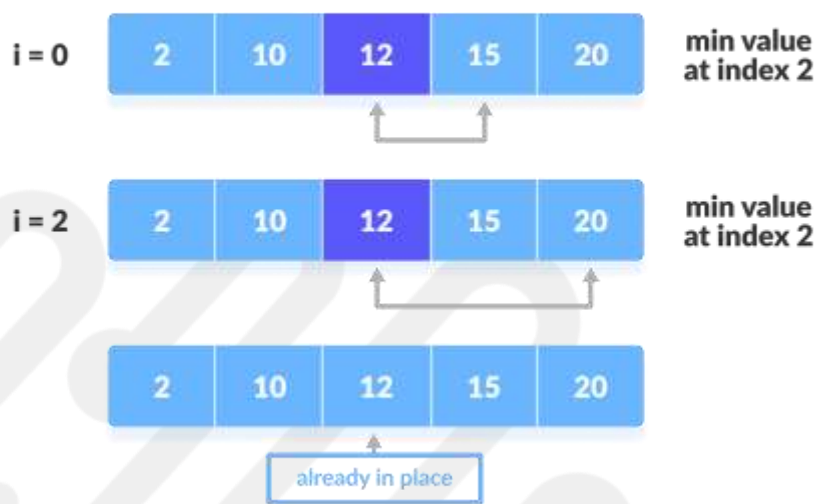 i = 0
2 10 12 15 20
min value
at index 2
i = 2
2 10 12 15 20
min value
at index 2
2 10 12 15 20
already in place